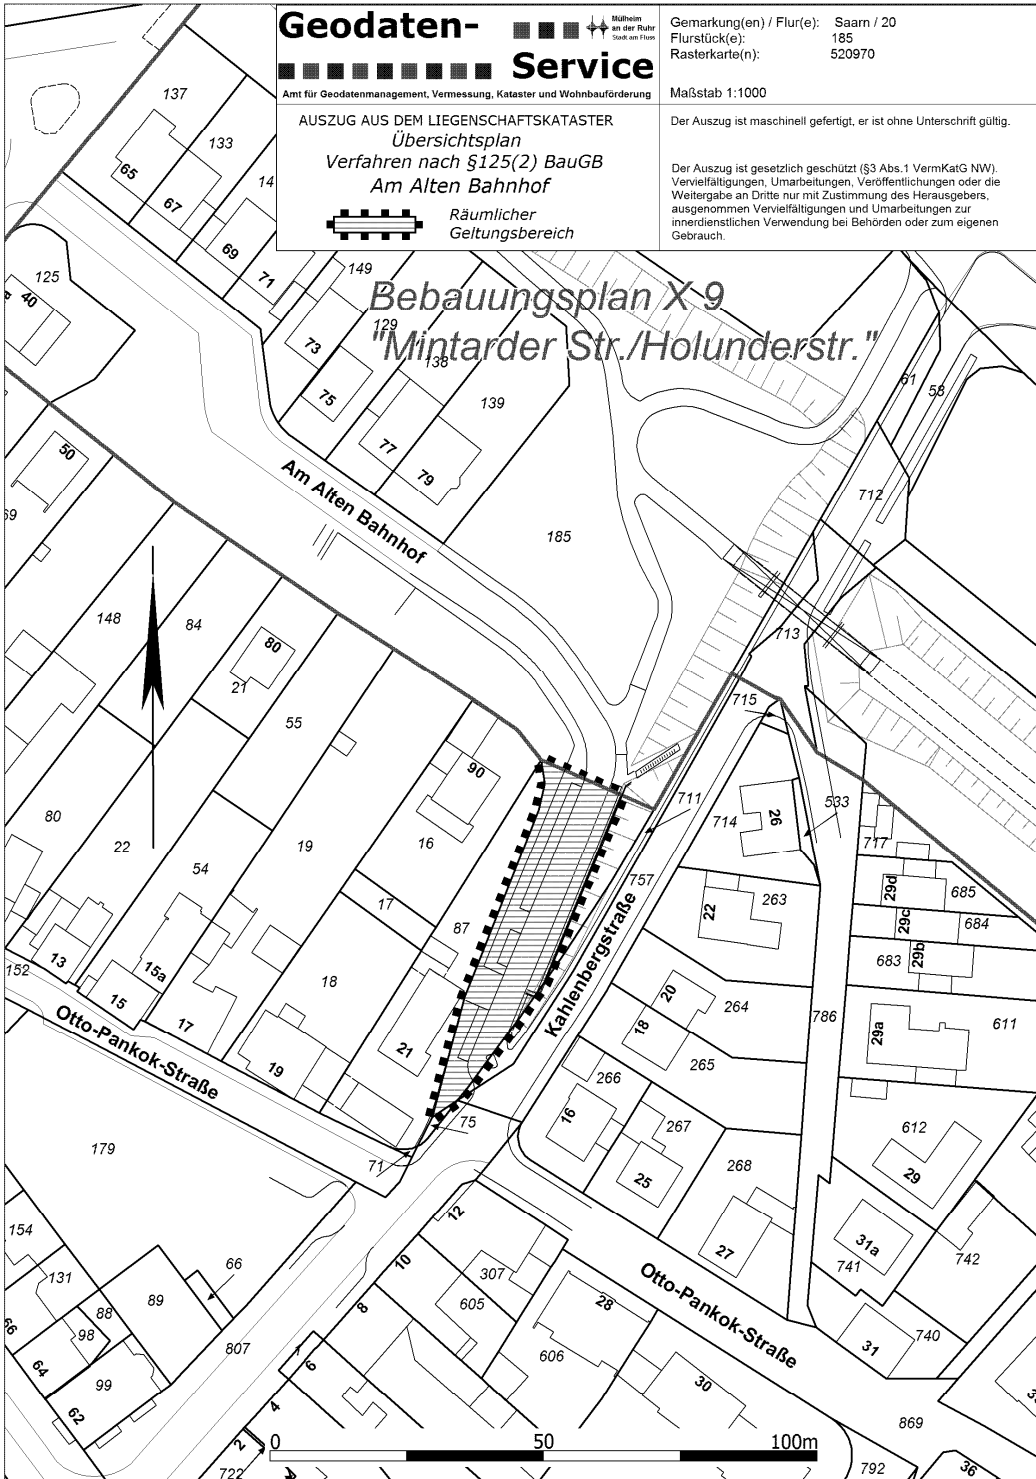 Geodaten-
Mülheim
an der Ruhr
Stadt am Fluss
Service
Amt für Geodatenmanagement, Vermessung, Kataster und Wohnbauförderung
Gemarkung(en) / Flur(e): Saarn / 20
Flurstück(e): 185
Rasterkarte(n): 520970
Maßstab 1:1000
AUSZUG AUS DEM LIEGENSCHAFTSKATASTER
Übersichtsplan
Verfahren nach §125(2) BauGB
Am Alten Bahnhof
Räumlicher
Geltungsbereich
Der Auszug ist maschinell gefertigt, er ist ohne Unterschrift gültig.
Der Auszug ist gesetzlich geschützt (§3 Abs.1 VermKatG NW).
Vervielfältigungen, Umarbeitungen, Veröffentlichungen oder die
Weitergabe an Dritte nur mit Zustimmung des Herausgebers,
ausgenommen Vervielfältigungen und Umarbeitungen zur
innerdienstlichen Verwendung bei Behörden oder zum eigenen
Gebrauch.
137
133
14
65
67
69
71
149
125
40
Bebauungsplan X 9
"Mintarder Str./Holunderstr."
129
138
73
75
139
77
79
61
58
50
69
Am Alten Bahnhof
712
185
148
84
80
21
713
55
715
90
711
533
80
22
54
19
16
714
26
717
17
87
757
22
263
29d
685
29c
684
683
29b
152
13
15a
15
17
18
19
21
Otto-Pankok-Straße
Kahlenbergstraße
20
18
264
265
786
29a
611
266
16
267
25
268
27
612
29
75
71
179
154
131
66
66
88
89
98
64
99
62
807
12
10
8
6
4
2
722
307
605
28
606
30
Otto-Pankok-Straße
31a
741
742
740
31
869
792
36
0
50
100m